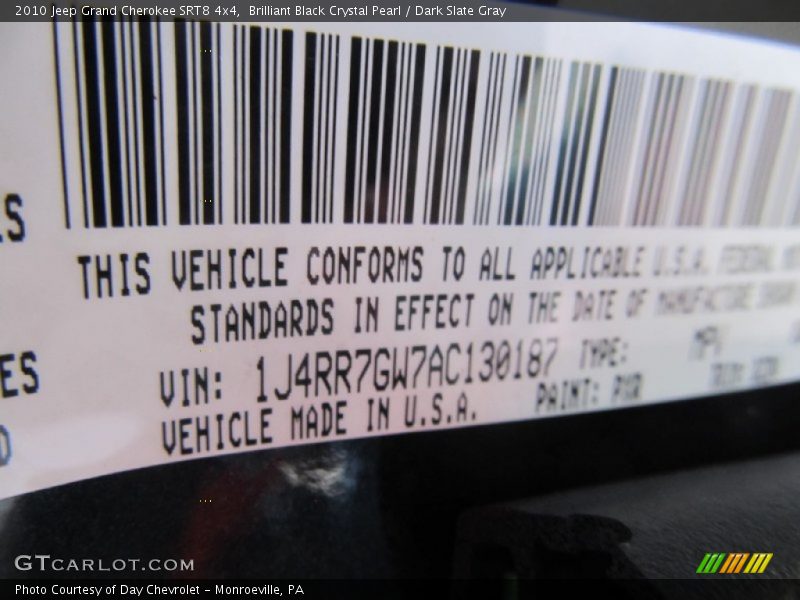 2010 Jeep Grand Cherokee SRT8 4x4,  Brilliant Black Crystal Pearl / Dark Slate Gray
THIS VEHICLE CONFORMS TO ALL APPLICABLE U.S.A. FEDERAL
STANDARDS IN EFFECT ON THE DATE OF MANUFACTURE
VIN: 1J4RR7GW7AC130187 TYPE: MPV
VEHICLE MADE IN U.S.A. PAINT: PXR
GTCARLOT.COM
Photo Courtesy of Day Chevrolet – Monroeville, PA